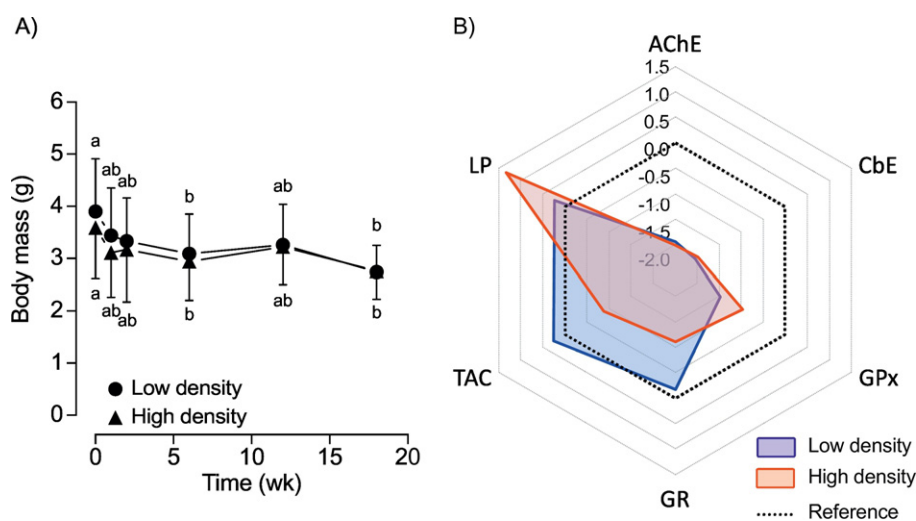 A)
6
5
4
3
2
1
0
Body mass (g)
a
ab
ab
b
ab
b
a
ab
ab
b
ab
b
Low density
High density
0
5
10
15
20
Time (wk)
B)
AChE
1.5
1.0
0.5
0.0
-0.5
-1.0
-1.5
-2.0
LP
CbE
TAC
GPx
GR
Low density
High density
Reference